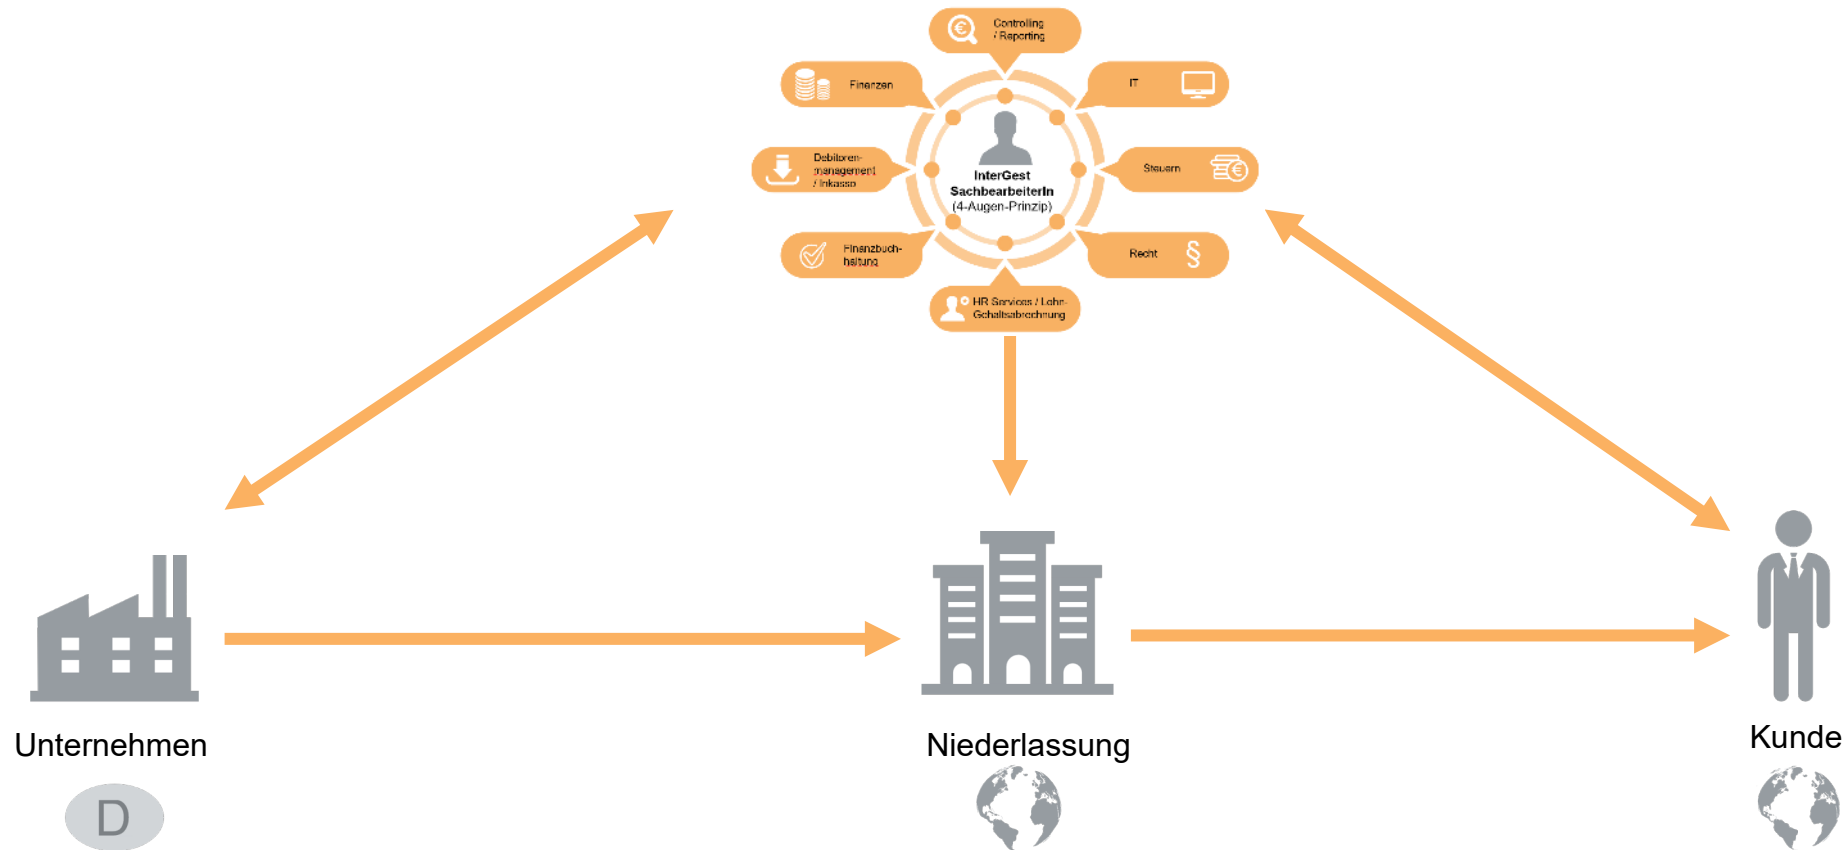 Controlling
/ Reporting
Finanzen
IT
Debitoren-
management
/ Inkasso
Steuern
InterGest
SachbearbeiterIn
(4-Augen-Prinzip)
Finanzbuch-
haltung
Recht
§
HR Services / Lohn-
Gehaltsabrechnung
Unternehmen
Niederlassung
Kunde
D